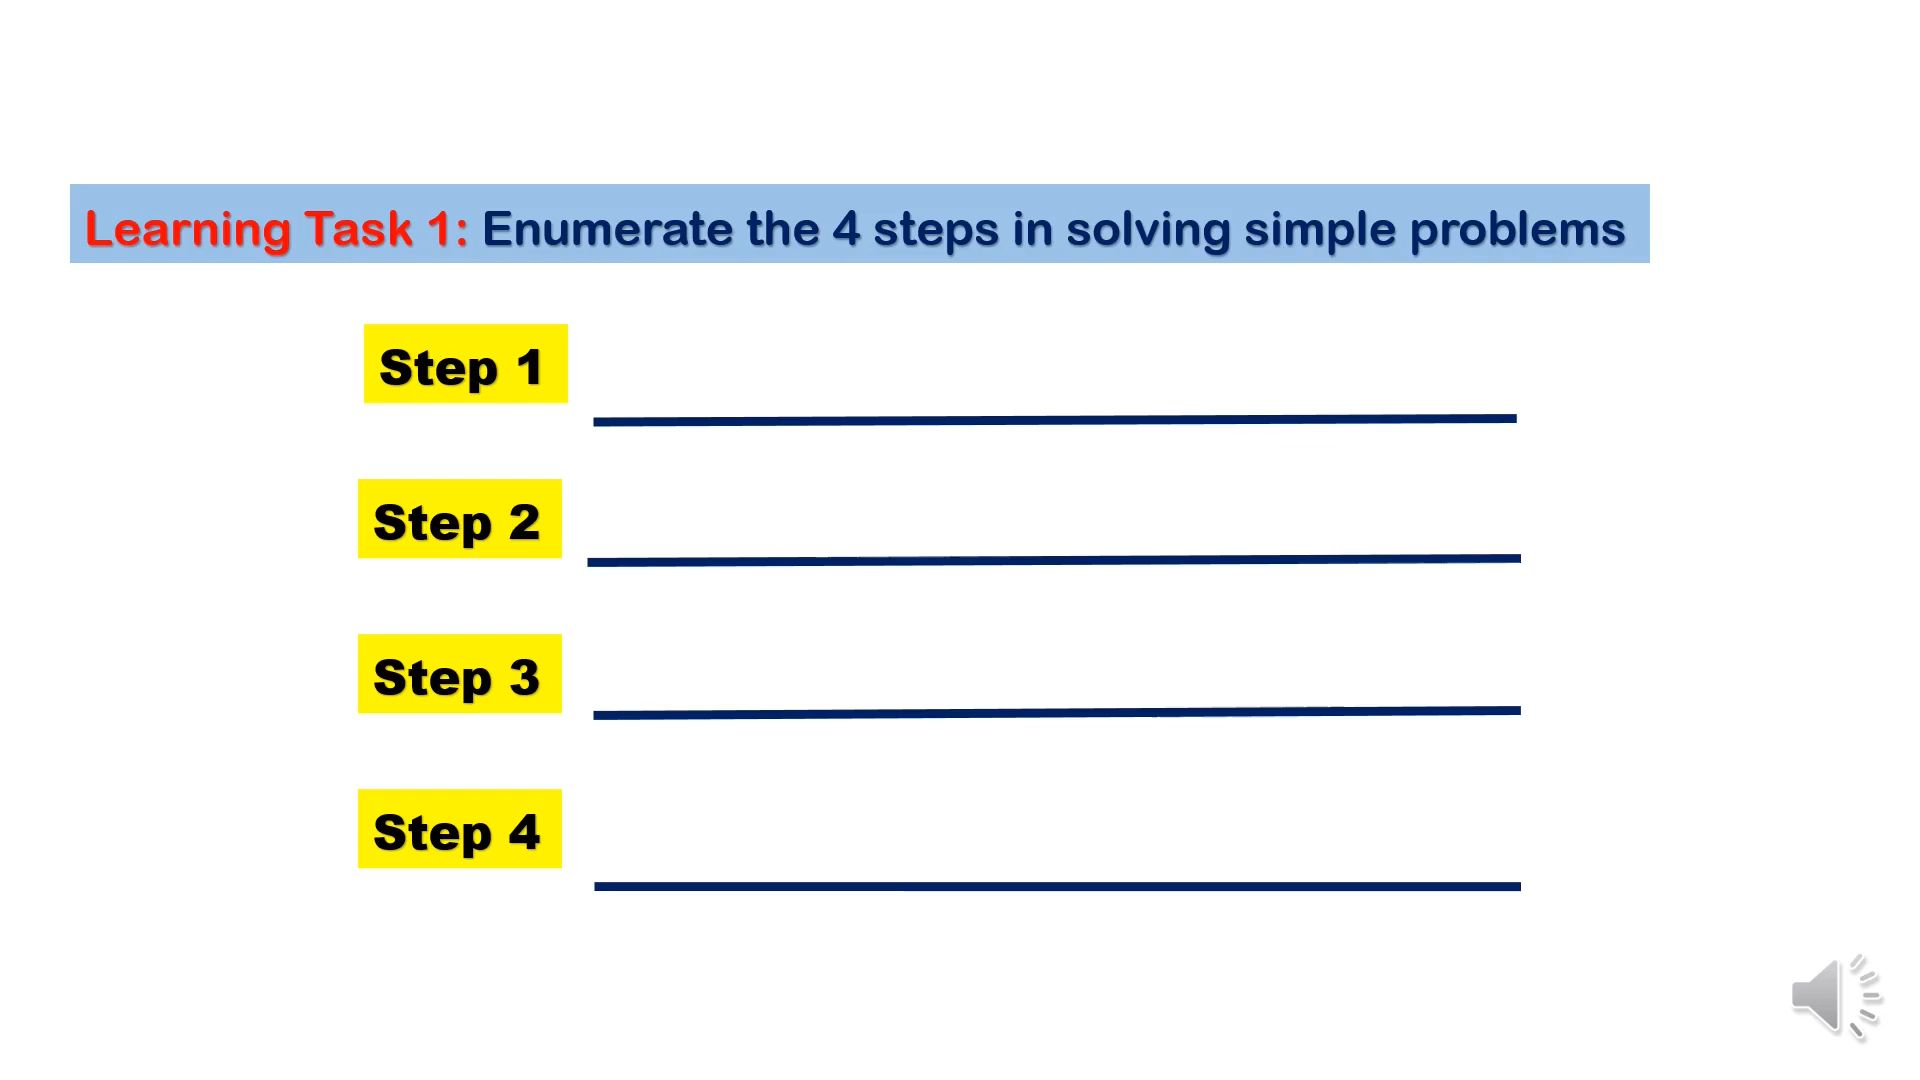 Learning Task 1: Enumerate the 4 steps in solving simple problems
Step 1
Step 2
Step 3
Step 4